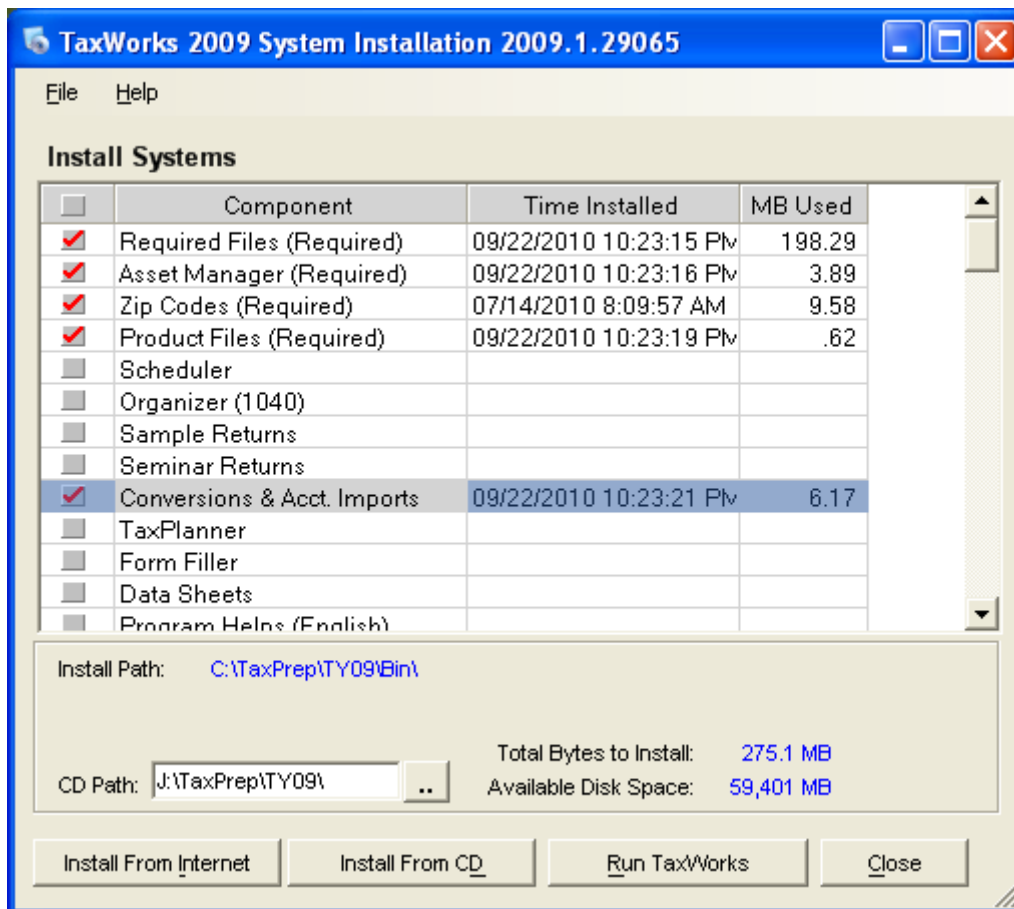 TaxWorks 2009 System Installation 2009.1.29065
File Help
Install Systems
Component Time Installed MB Used
Required Files (Required) 09/22/2010 10:23:15 PM 198.29
Asset Manager (Required) 09/22/2010 10:23:16 PM 3.89
Zip Codes (Required) 07/14/2010 8:09:57 AM 9.58
Product Files (Required) 09/22/2010 10:23:19 PM .62
Scheduler
Organizer (1040)
Sample Returns
Seminar Returns
Conversions & Acct. Imports 09/22/2010 10:23:21 PM 6.17
TaxPlanner
Form Filler
Data Sheets
Program Helps (English)
Install Path: C:\TaxPrep\TY09\Bin\
Total Bytes to Install: 275.1 MB
CD Path: J:\TaxPrep\TY09\ .. Available Disk Space: 59,401 MB
Install From Internet Install From CD Run TaxWorks Close